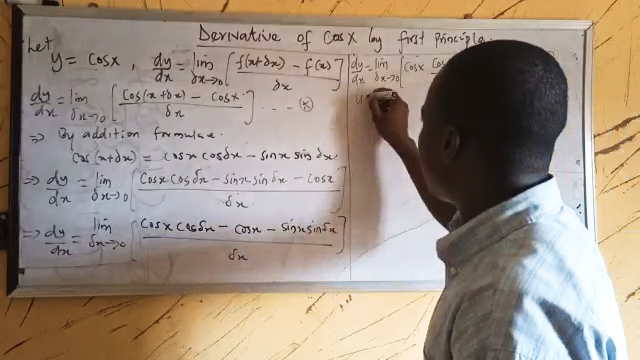 Derivative of Cosx by first principle.
Let
y = cosx , dy/dx = lim δx→0 [f(x+δx) - f(x) / δx]
dy/dx = lim δx→0 [Cos(x+δx) - Cosx / δx] .... *
⇒ By addition formulae.
Cos(x+δx) = cosx cosδx - sinx sin δx
⇒ dy/dx = lim δx→0 [Cosx cosδx - sinx sinδx - cosx / δx]
⇒ dy/dx = lim δx→0 [Cosx cosδx - cosx - sinx sinδx / δx]
dy/dx = lim δx→0 [Cosx